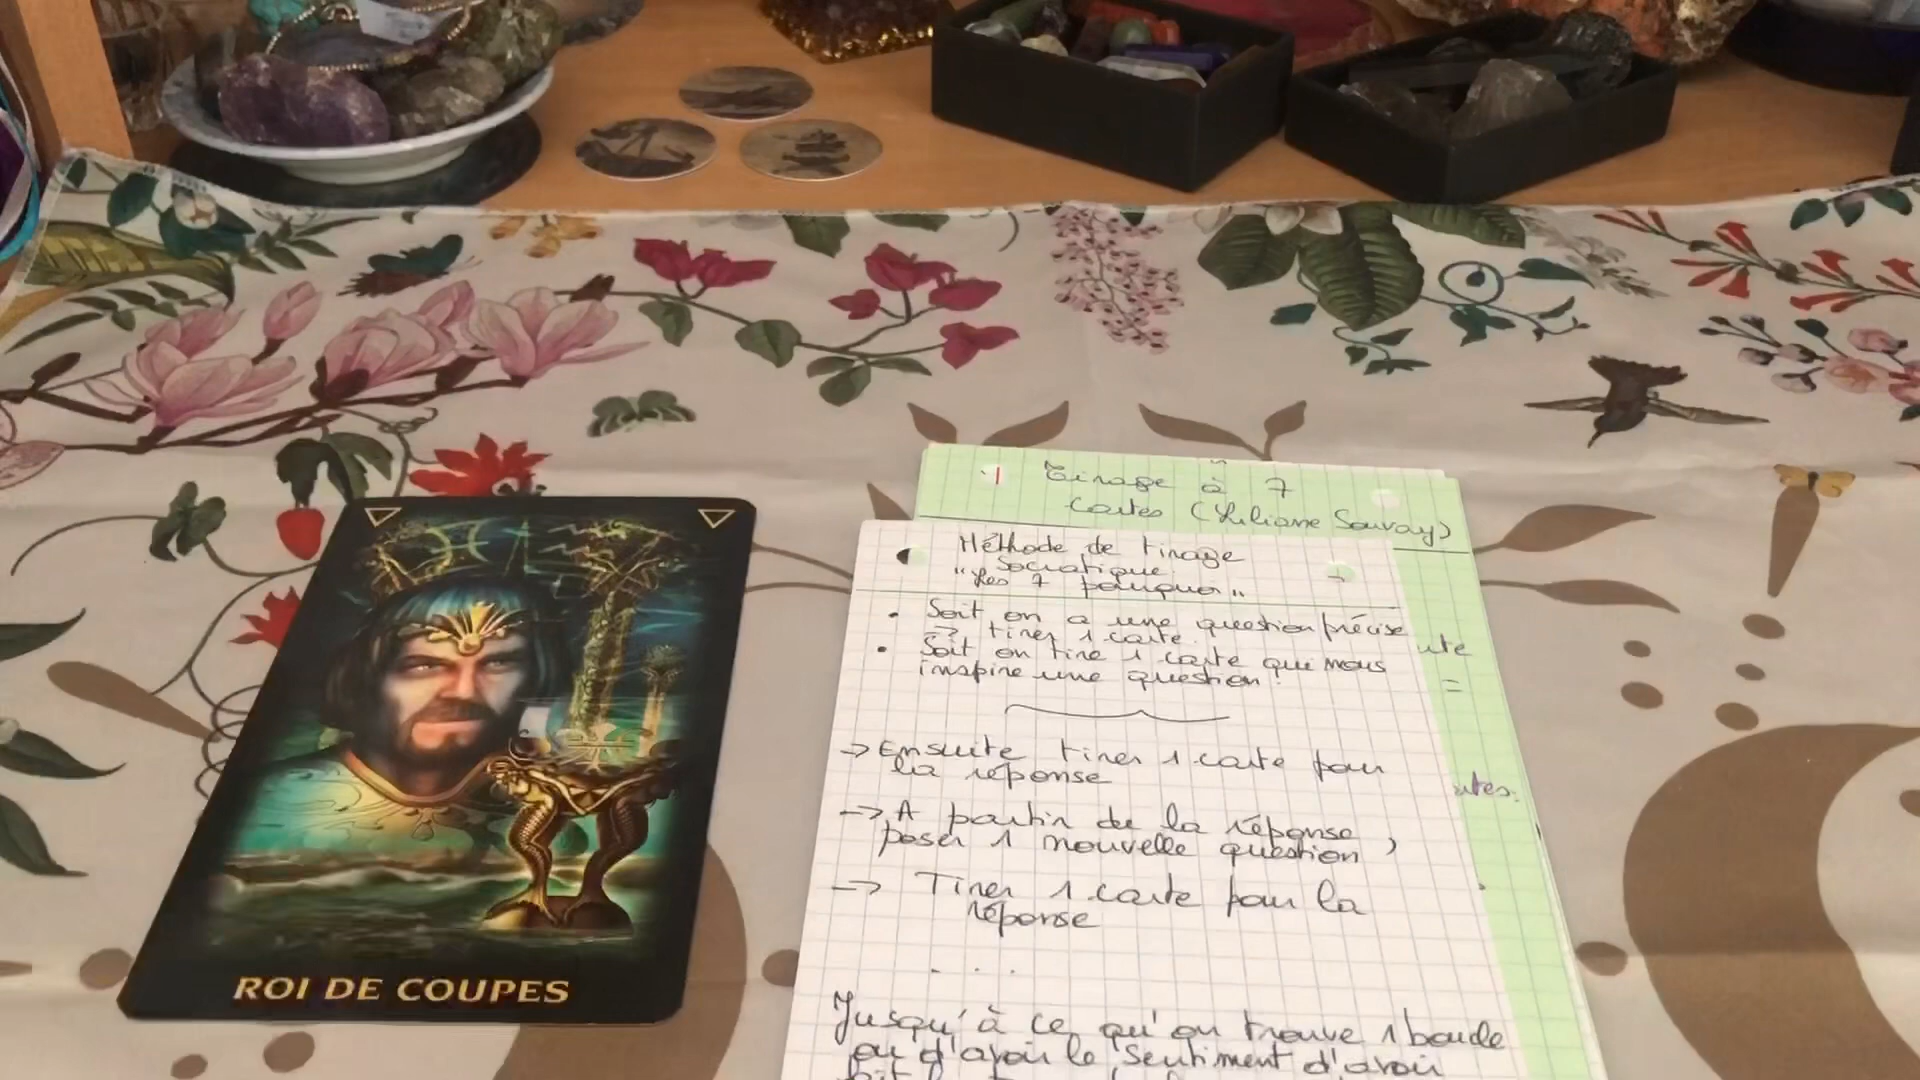 1 Tirage à 7
cartes (Liliane Sauvay)
Méthode de tirage
socratique
"Les 7 pourquoi"
• Soit on a une question précise
=> tirer 1 carte.
• Soit on tire 1 carte qui nous
inspire une question.
-> Ensuite tirer 1 carte pour
la réponse
-> A partir de la réponse,
poser 1 nouvelle question
-> Tirer 1 carte pour la
réponse
. . .
Jusqu'à ce qu'on trouve 1 boucle
ou d'avoir le sentiment d'avoir
ute
=
utes.
ROI DE COUPES